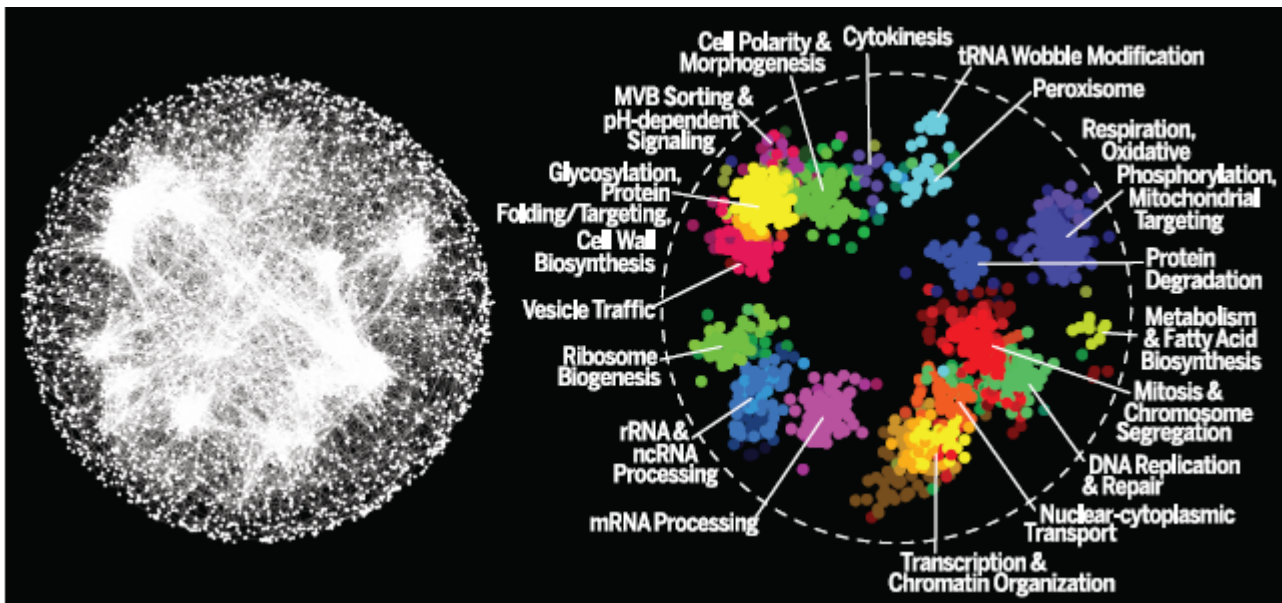 Cell Polarity &
Morphogenesis
Cytokinesis
tRNA Wobble Modification
Peroxisome
MVB Sorting &
pH-dependent
Signaling
Respiration,
Oxidative
Phosphorylation,
Mitochondrial
Targeting
Glycosylation,
Protein
Folding/Targeting,
Cell Wall
Biosynthesis
Protein
Degradation
Vesicle Traffic
Metabolism
& Fatty Acid
Biosynthesis
Ribosome
Biogenesis
Mitosis &
Chromosome
Segregation
rRNA &
ncRNA
Processing
DNA Replication
& Repair
mRNA Processing
Nuclear-cytoplasmic
Transport
Transcription &
Chromatin Organization